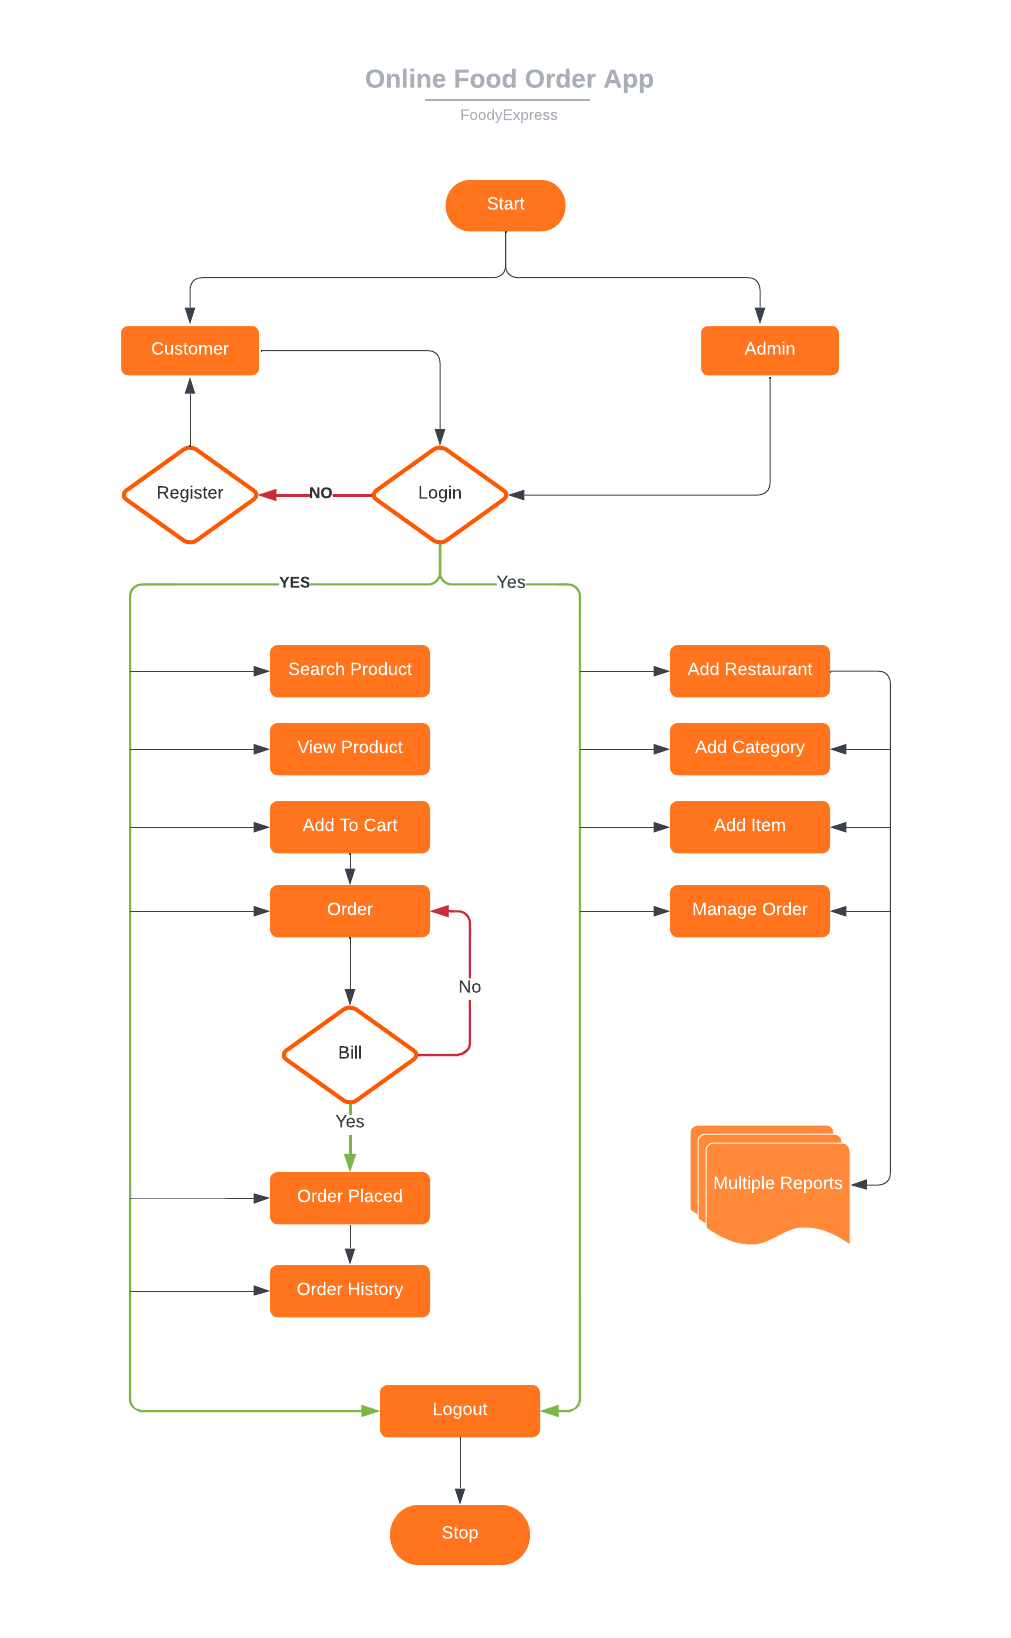 Online Food Order App
FoodyExpress
Start
Customer
Admin
Register
NO
Login
YES
Yes
Search Product
Add Restaurant
View Product
Add Category
Add To Cart
Add Item
Order
Manage Order
No
Bill
Yes
Order Placed
Multiple Reports
Order History
Logout
Stop